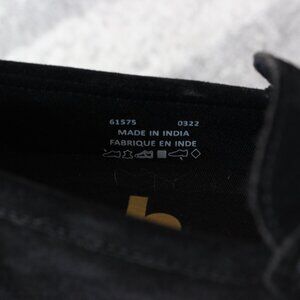 61575 0322
MADE IN INDIA
FABRIQUE EN INDE